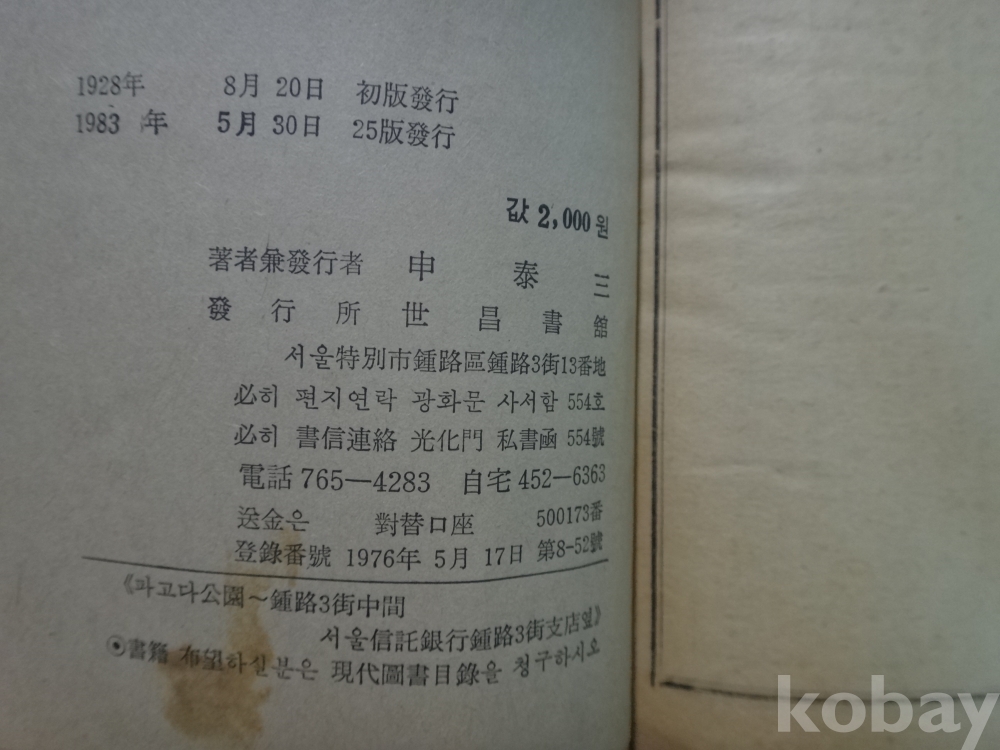 1928年 8月 20日 初版發行
1983 年 5月 30日 25版發行
값 2,000원
著者兼發行者 申 泰 三
發 行 所 世 昌 書 舘
서울特別市鍾路區鍾路3街13番地
必히 편지연락 광화문 사서함 554호
必히 書信連絡 光化門 私書函 554號
電話 765—4283 自宅 452—6363
送金은 對替口座 500173番
登錄番號 1976年 5月 17日 第8-52號
《파고다公園~鍾路3街中間
서울信託銀行鍾路3街支店옆》
⦿書籍 布望하실분은 現代圖書目錄을 청구하시오
kobay